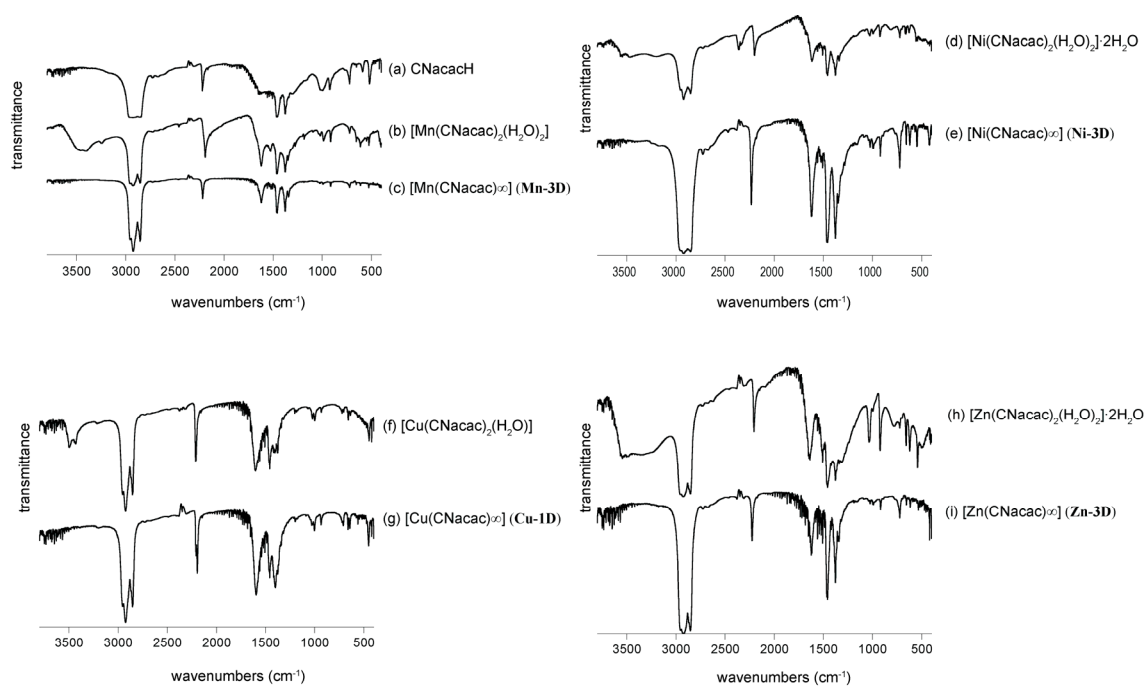 transmittance
(a) CNacacH
(b) [Mn(CNacac)₂(H₂O)₂]
(c) [Mn(CNacac)∞] (Mn-3D)
3500 3000 2500 2000 1500 1000 500
wavenumbers (cm⁻¹)
transmittance
(d) [Ni(CNacac)₂(H₂O)₂]·2H₂O
(e) [Ni(CNacac)∞] (Ni-3D)
3500 3000 2500 2000 1500 1000 500
wavenumbers (cm⁻¹)
transmittance
(f) [Cu(CNacac)₂(H₂O)]
(g) [Cu(CNacac)∞] (Cu-1D)
3500 3000 2500 2000 1500 1000 500
wavenumbers (cm⁻¹)
transmittance
(h) [Zn(CNacac)₂(H₂O)₂]·2H₂O
(i) [Zn(CNacac)∞] (Zn-3D)
3500 3000 2500 2000 1500 1000 500
wavenumbers (cm⁻¹)